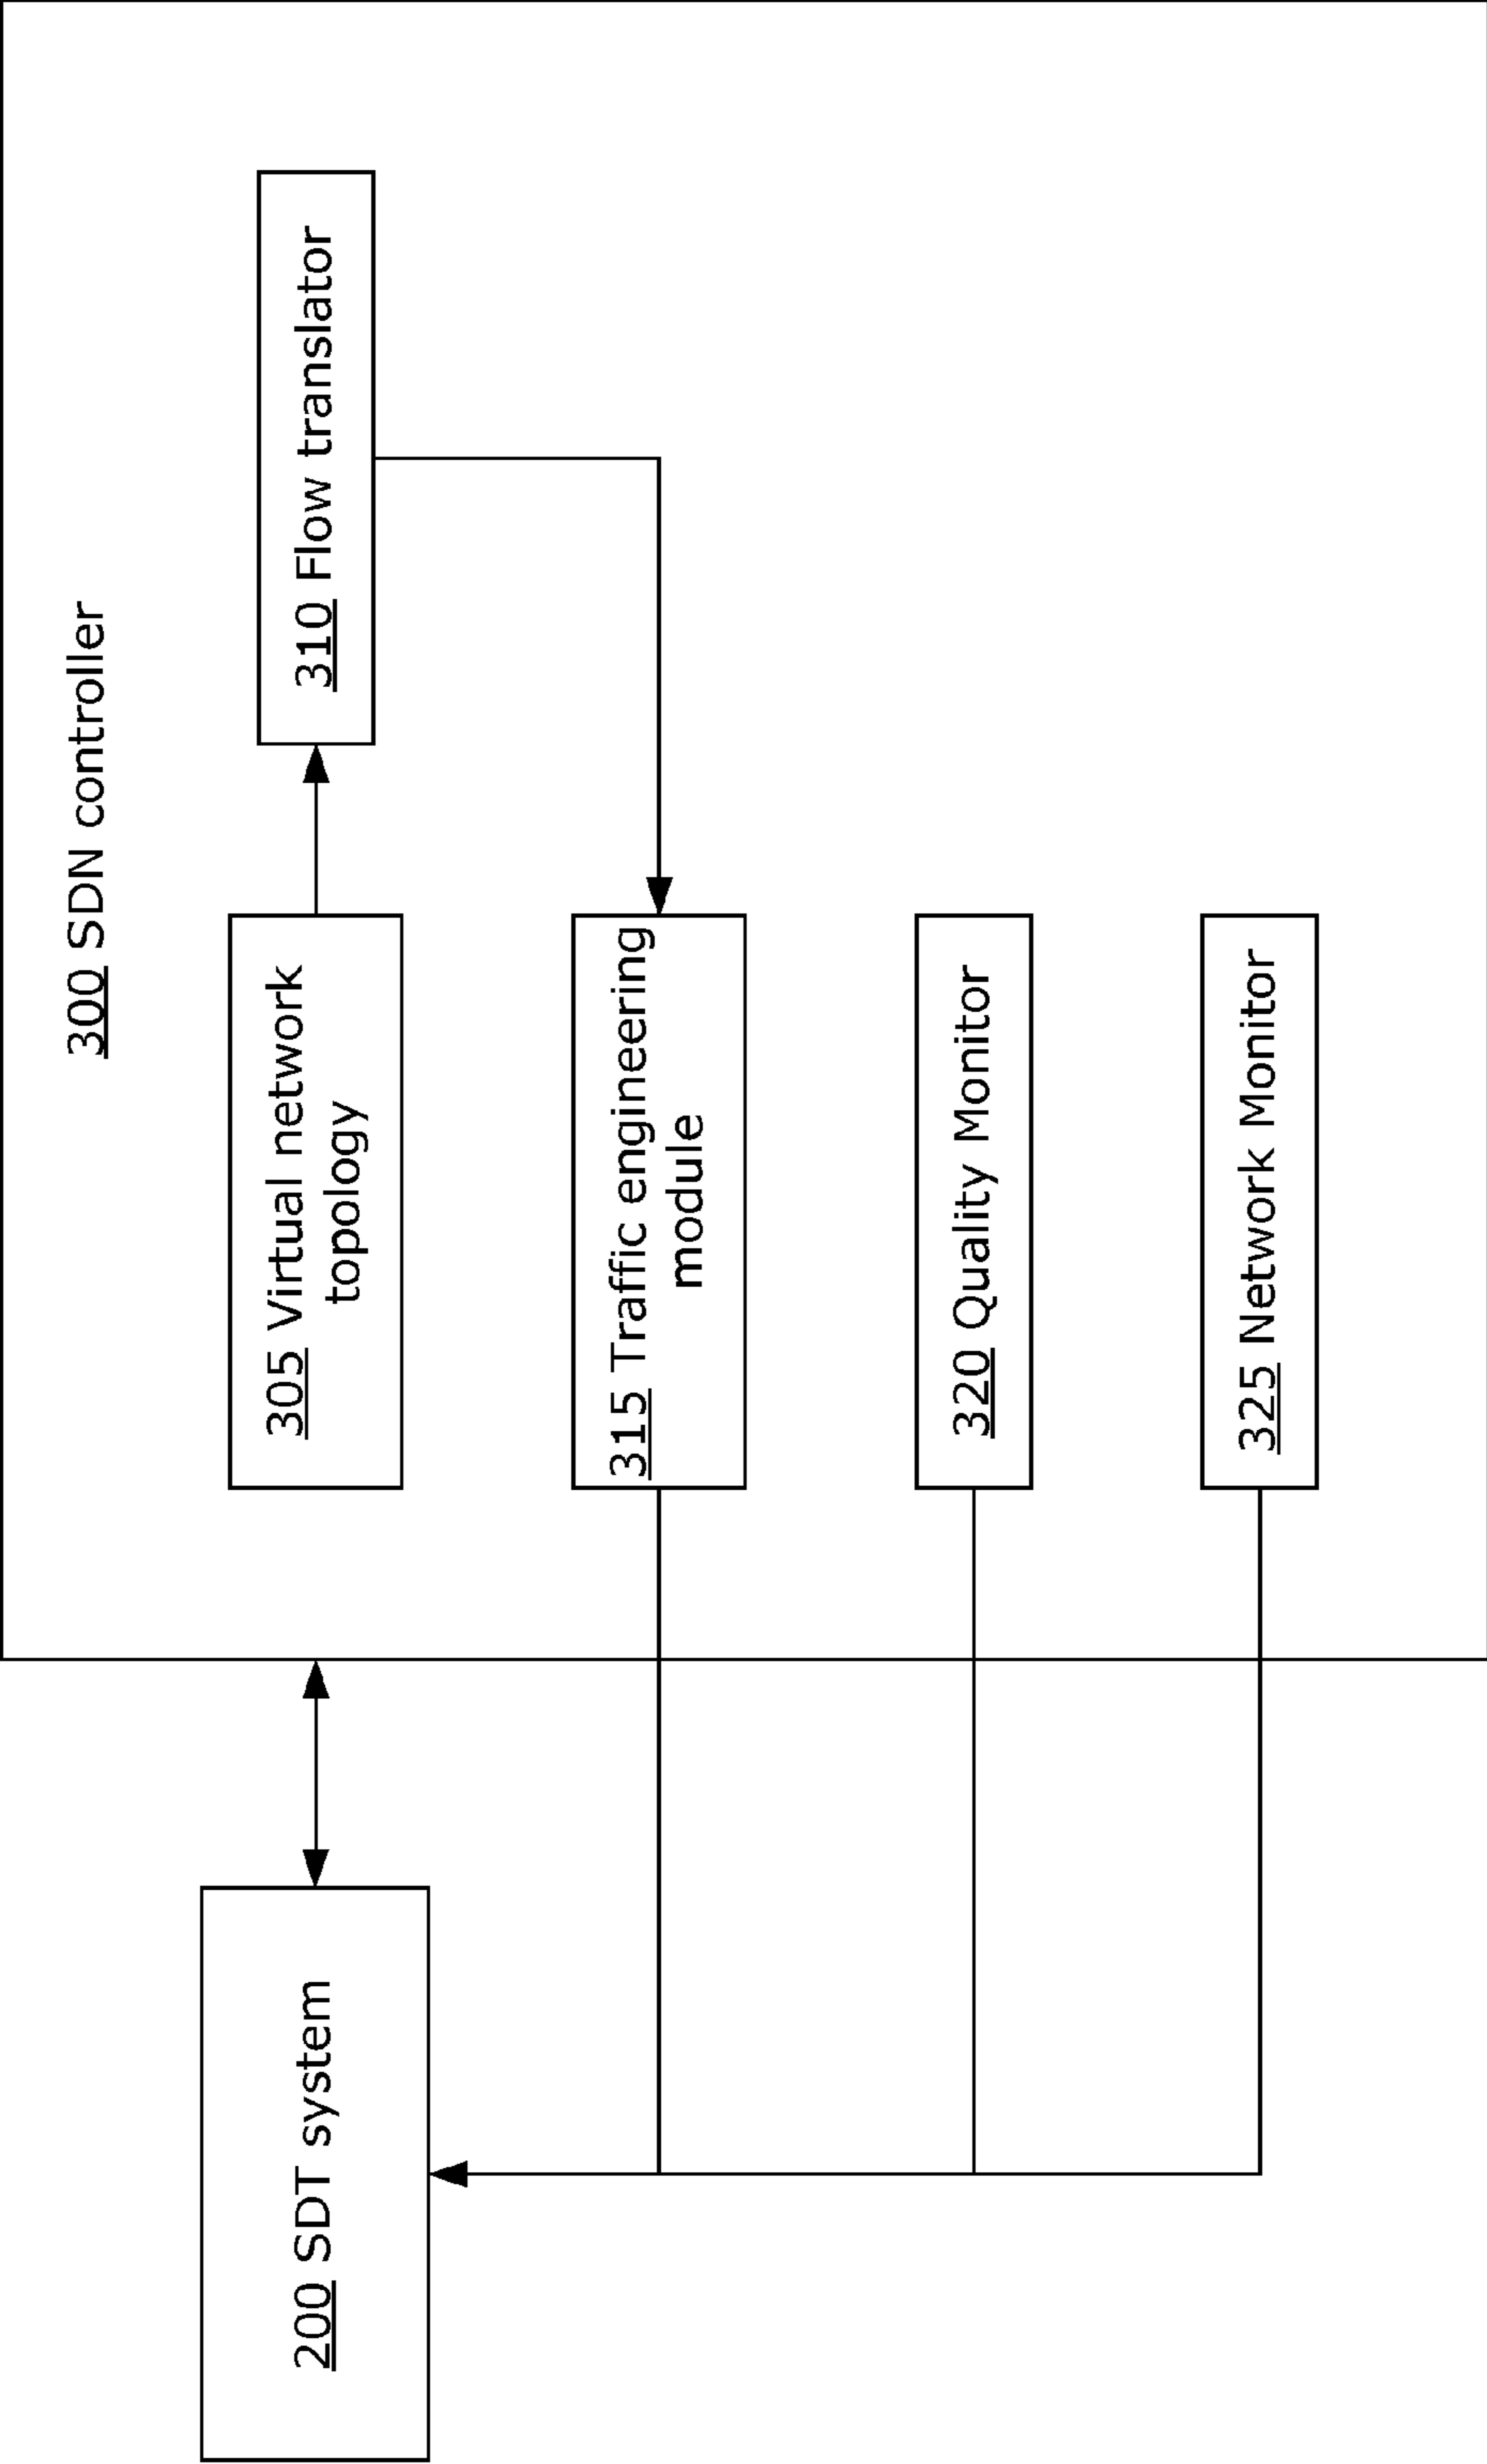 300 SDN controller
200 SDT system
305 Virtual network
topology
310 Flow translator
315 Traffic engineering
module
320 Quality Monitor
325 Network Monitor